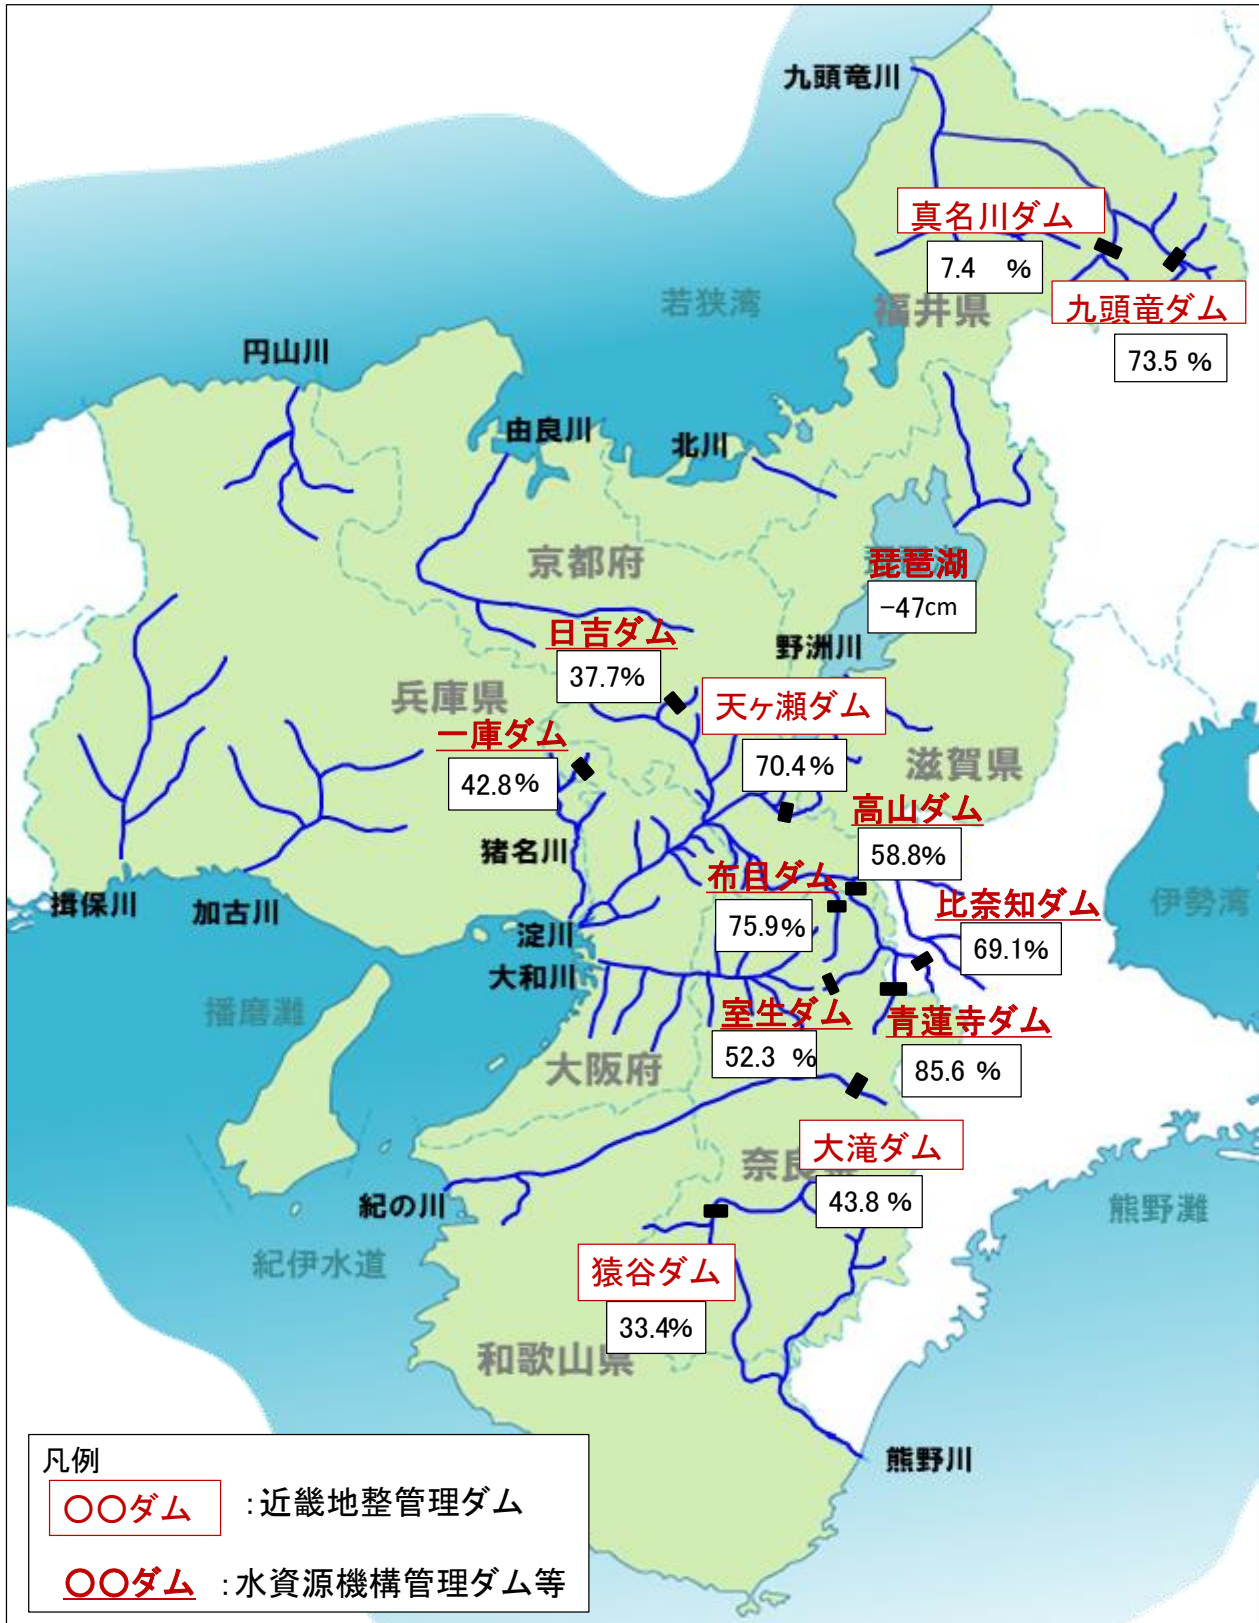 九頭竜川
真名川ダム
7.4 %
若狭湾
福井県
九頭竜ダム
73.5 %
円山川
由良川
北川
京都府
琵琶湖
-47cm
日吉ダム
野洲川
37.7%
兵庫県
天ヶ瀬ダム
一庫ダム
70.4%
滋賀県
42.8%
高山ダム
猪名川
58.8%
布目ダム
揖保川
加古川
比奈知ダム
伊勢湾
淀川
75.9%
69.1%
大和川
播磨灘
室生ダム
青蓮寺ダム
大阪府
52.3 %
85.6 %
大滝ダム
奈良県
紀の川
43.8 %
熊野灘
紀伊水道
猿谷ダム
33.4%
和歌山県
凡例
熊野川
〇〇ダム :近畿地整管理ダム
〇〇ダム :水資源機構管理ダム等